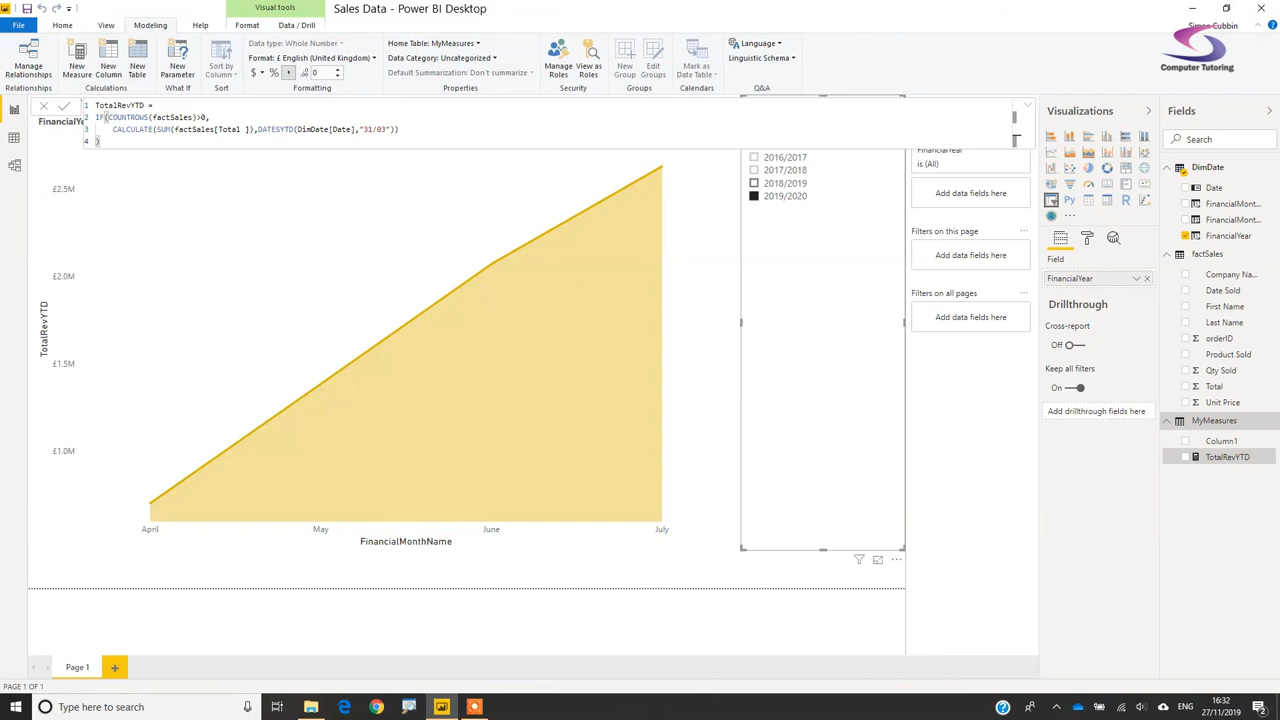 Visual tools
Sales Data - Power BI Desktop
Simon Cubbin
File
Home
View
Modeling
Help
Format
Data / Drill
Manage Relationships
Relationships
New Measure
New Column
New Table
Calculations
New Parameter
What If
Sort by Column
Sort
Data type: Whole Number
Format: £ English (United Kingdom)
$ % , .00 0
Formatting
Home Table: MyMeasures
Data Category: Uncategorized
Default Summarization: Don't summarize
Properties
Manage Roles
View as Roles
Security
New Group
Edit Groups
Groups
Mark as Date Table
Calendars
Language
Linguistic Schema
Q&A
Computer Tutoring
1 TotalRevYTD =
2 IF(COUNTROWS(factSales)>0,
3 CALCULATE(SUM(factSales[Total ]),DATESYTD(DimDate[Date],"31/03"))
4 )
FinancialY
£2.5M
£2.0M
£1.5M
£1.0M
TotalRevYTD
April
May
June
July
FinancialMonthName
2016/2017
2017/2018
2018/2019
2019/2020
FinancialYear
is (All)
Add data fields here
Filters on this page
Add data fields here
Filters on all pages
Add data fields here
Visualizations
Py
R
Field
FinancialYear
Drillthrough
Cross-report
Off
Keep all filters
On
Add drillthrough fields here
Fields
Search
DimDate
Date
FinancialMont...
FinancialMont...
FinancialYear
factSales
Company Na...
Date Sold
First Name
Last Name
orderID
Product Sold
Qty Sold
Total
Unit Price
MyMeasures
Column1
TotalRevYTD
Page 1
PAGE 1 OF 1
Type here to search
16:32
27/11/2019